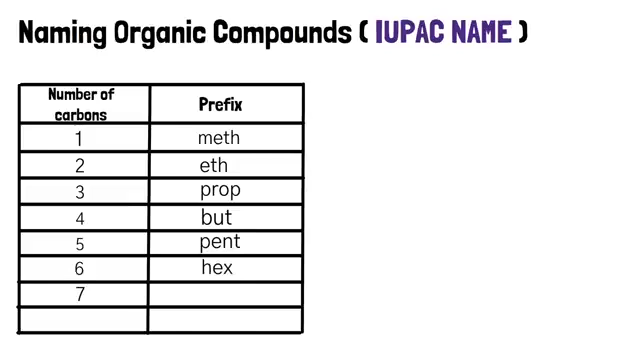 Naming Organic Compounds ( IUPAC NAME )
Number of carbons Prefix
1 meth
2 eth
3 prop
4 but
5 pent
6 hex
7